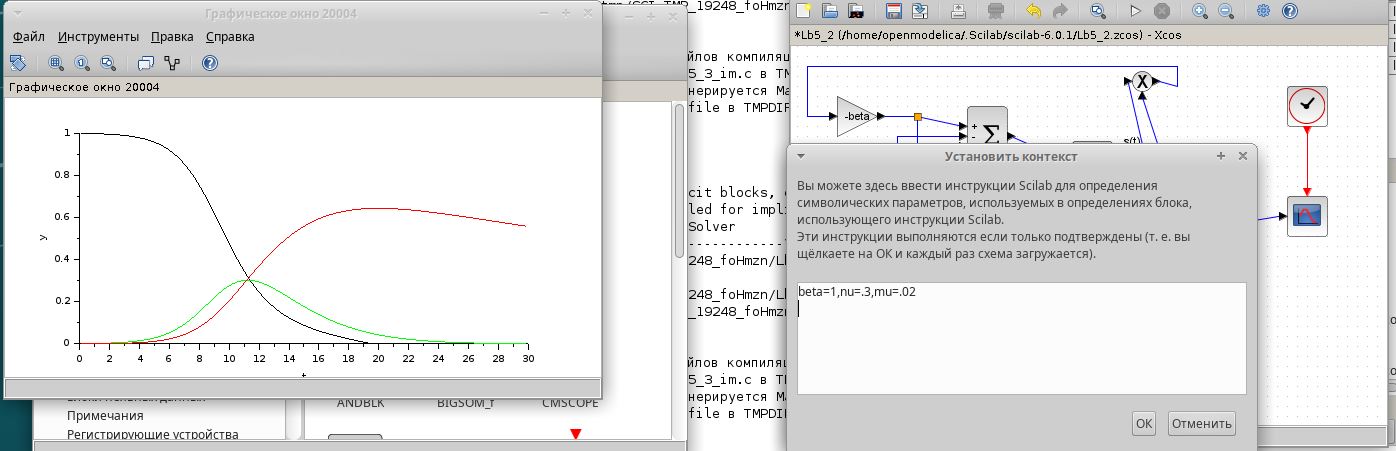 Графическое окно 20004
Файл Инструменты Правка Справка
Графическое окно 20004
1
0.8
0.6
0.4
0.2
0
y
0 2 4 6 8 10 12 14 16 18 20 22 24 26 28 30
t
Примечания
Регистрирующие устройства
ANDBLK BIGSOM_f CMSCOPE
_19248_foHmzn
йлов компиляц
5_3_im.c в TM
нерируется Ma
file в TMPDIF
cit blocks,
led for impli
Solver
-------------
248_foHmzn/Lb
248_foHmzn/Lb
_19248_foHmzn
йлов компиляц
5_3_im.c в TM
нерируется Ma
file в TMPDIF
*Lb5_2 (/home/openmodelica/.Scilab/scilab-6.0.1/Lb5_2.zcos) - Xcos
X
-beta
+
-
Σ
s(t)
Установить контекст
Вы можете здесь ввести инструкции Scilab для определения
символических параметров, используемых в определениях блока,
использующего инструкции Scilab.
Эти инструкции выполняются если только подтверждены (т. е. вы
щёлкаете на OK и каждый раз схема загружается).
beta=1,nu=.3,mu=.02
OK Отменить